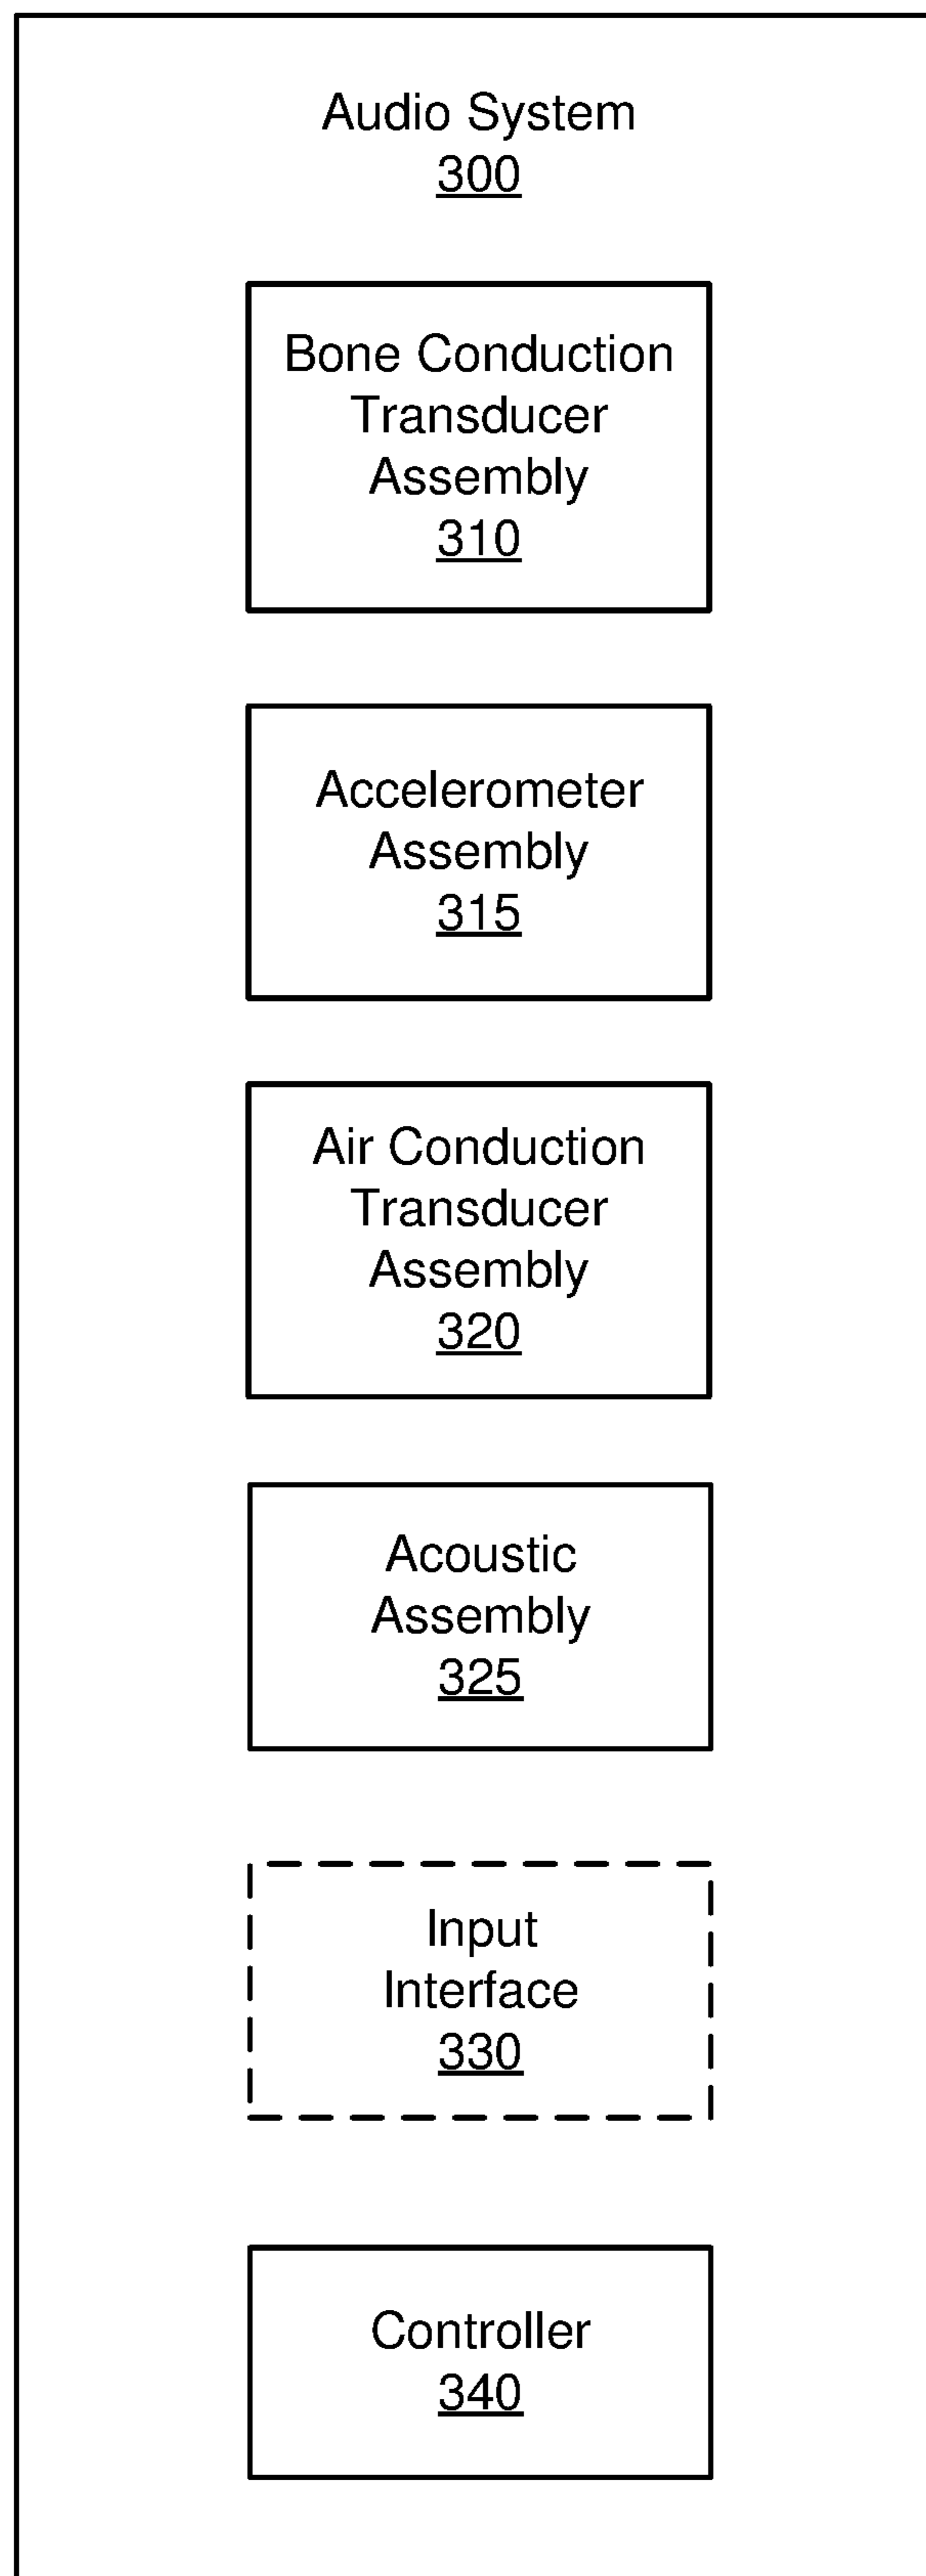 Audio System
300
Bone Conduction
Transducer
Assembly
310
Accelerometer
Assembly
315
Air Conduction
Transducer
Assembly
320
Acoustic
Assembly
325
Input
Interface
330
Controller
340